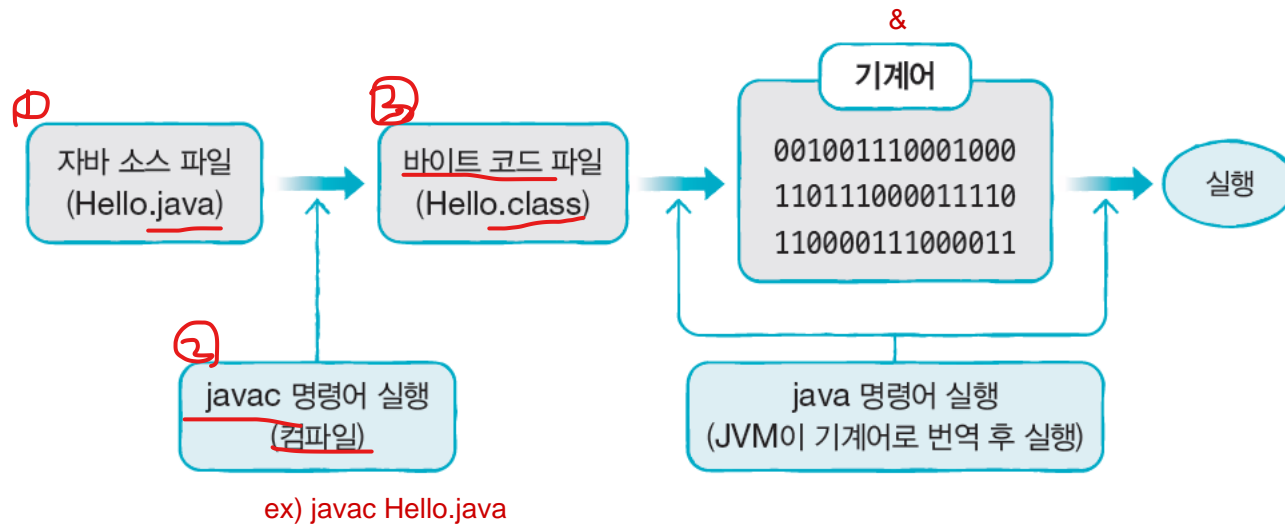 &
기계어
①
③
자바 소스 파일
(Hello.java)
바이트 코드 파일
(Hello.class)
001001110001000
110111000011110
110000111000011
실행
②
javac 명령어 실행
(컴파일)
java 명령어 실행
(JVM이 기계어로 번역 후 실행)
ex) javac Hello.java